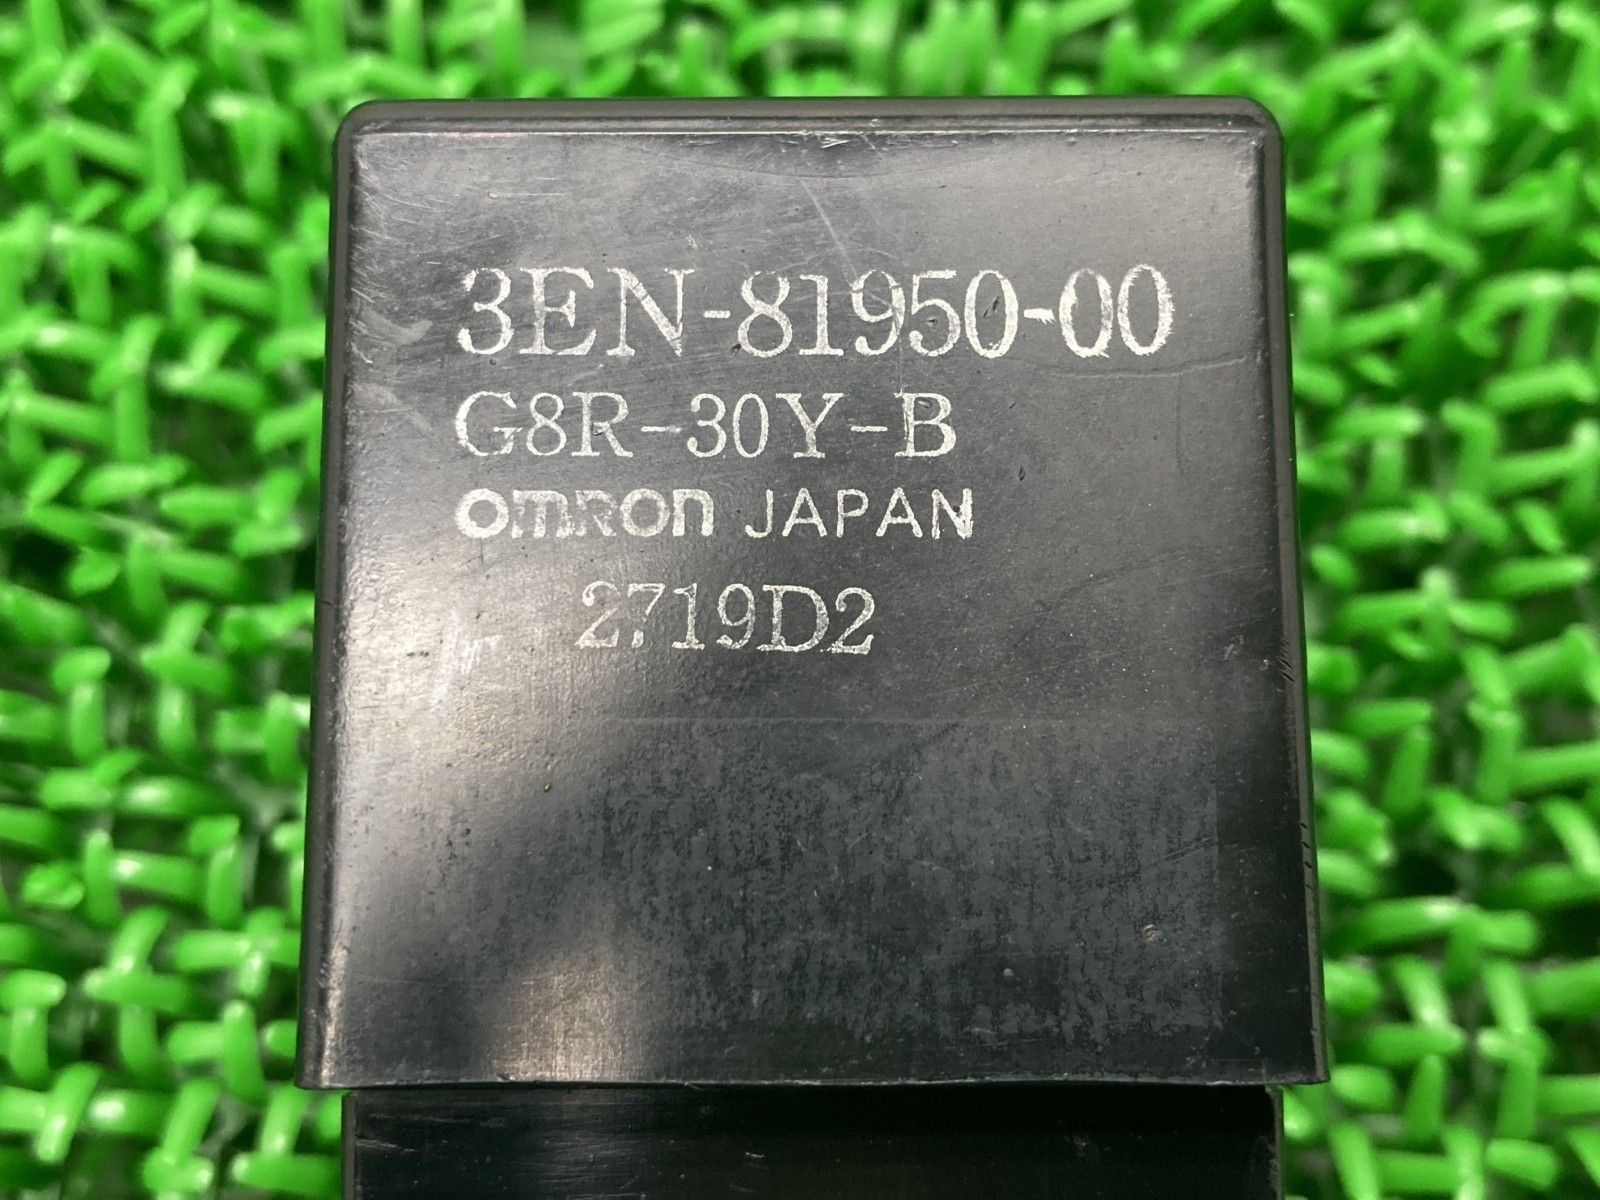 3EN-81950-00
G8R-30Y-B
omron JAPAN
2719D2